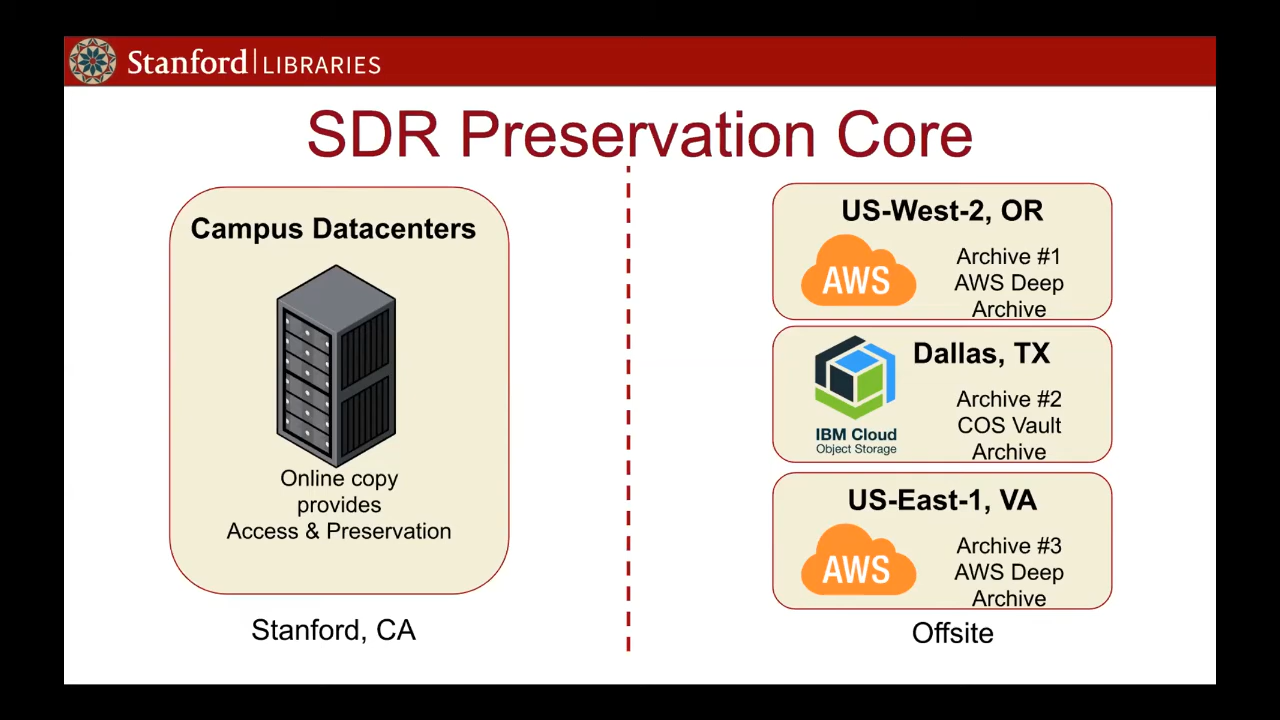 Stanford LIBRARIES
SDR Preservation Core
Campus Datacenters
Online copy
provides
Access & Preservation
Stanford, CA
US-West-2, OR
AWS
Archive #1
AWS Deep
Archive
Dallas, TX
IBM Cloud
Object Storage
Archive #2
COS Vault
Archive
US-East-1, VA
AWS
Archive #3
AWS Deep
Archive
Offsite